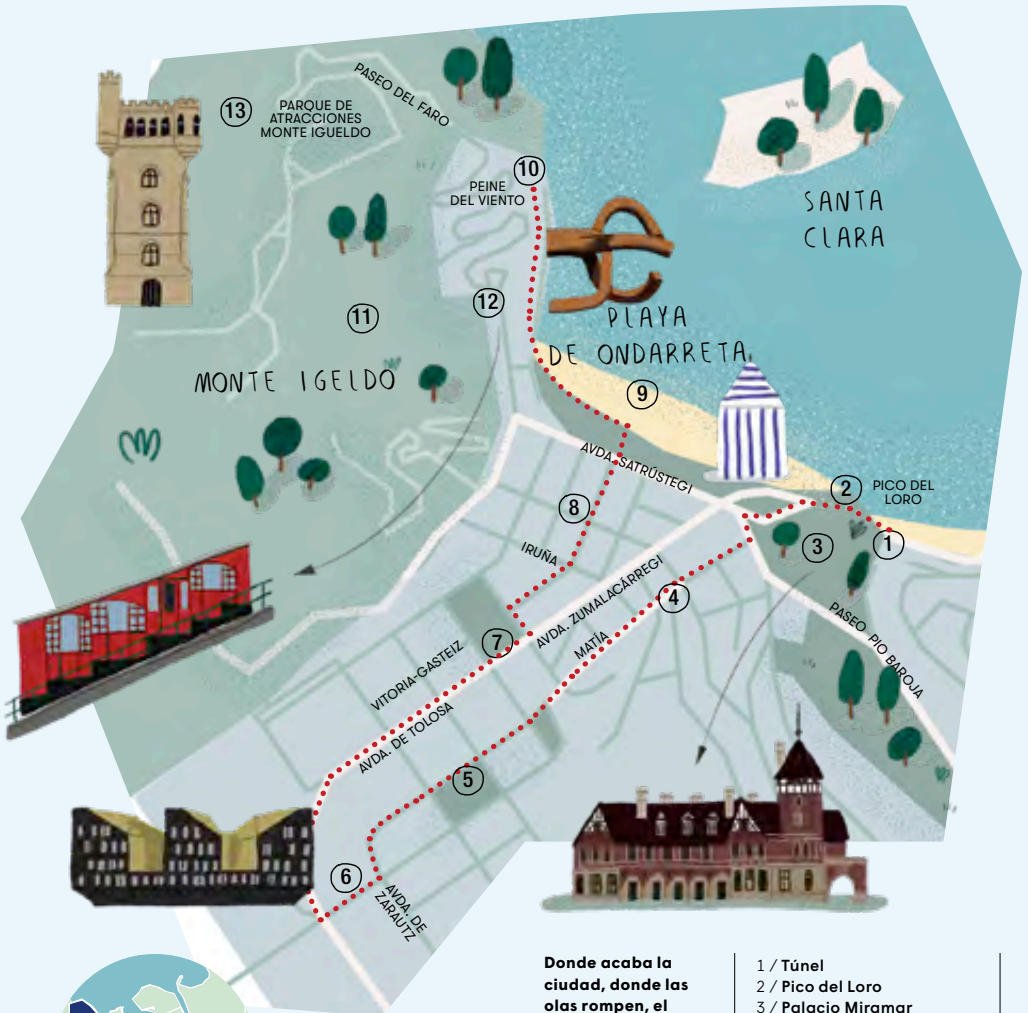 13
PARQUE DE
ATRACCIONES
MONTE IGUELDO
PASEO DEL FARO
10
PEINE
DEL VIENTO
SANTA
CLARA
12
11
PLAYA
DE ONDARRETA
MONTE IGELDO
9
AVDA. SATRÚSTEGI
2
PICO DEL
LORO
8
1
3
IRUÑA
AVDA. ZUMALACÁRREGI
4
MATÍA
PASEO PIO BAROJA
7
VITORIA-GASTEIZ
AVDA. DE TOLOSA
5
6
AVDA. DE
ZARAUTZ
Donde acaba la
ciudad, donde las
olas rompen, el
1 / Túnel
2 / Pico del Loro
3 / Palacio Miramar